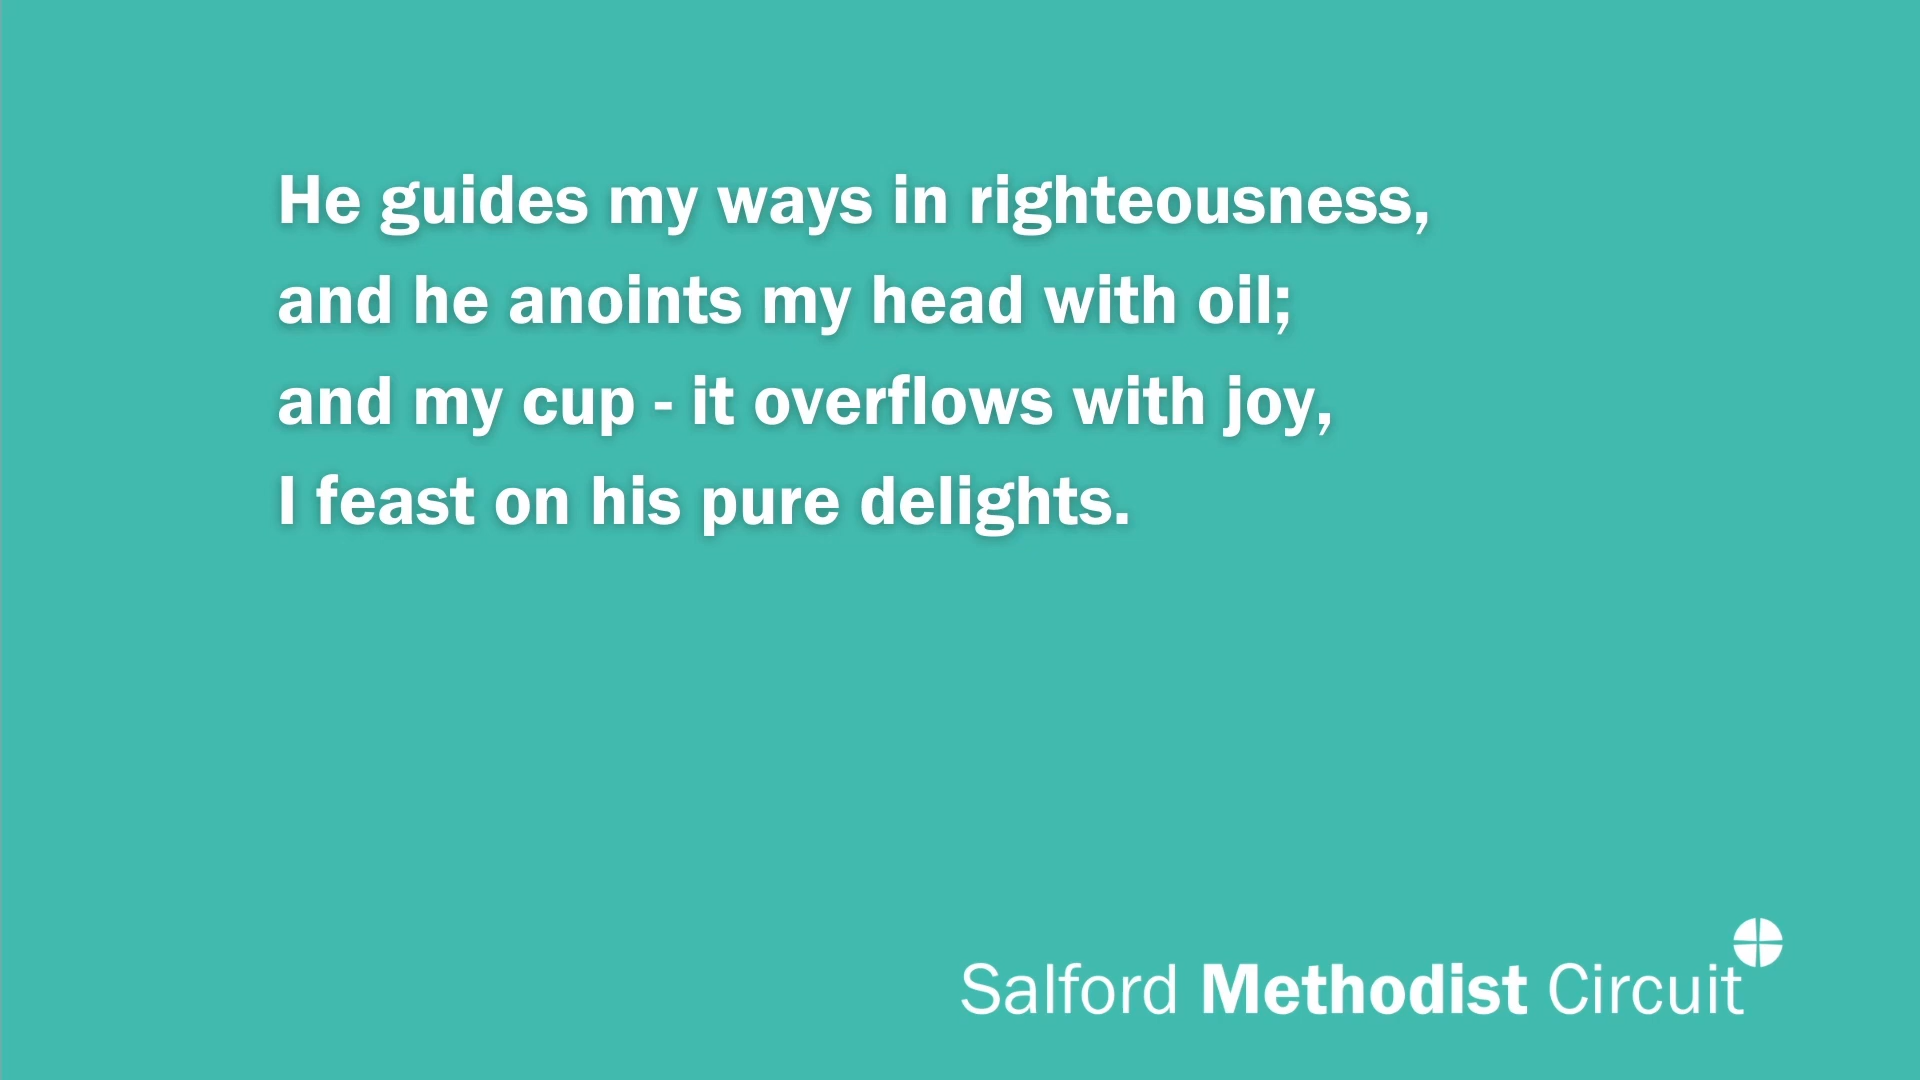 He guides my ways in righteousness,
and he anoints my head with oil;
and my cup - it overflows with joy,
I feast on his pure delights.
Salford Methodist Circuit